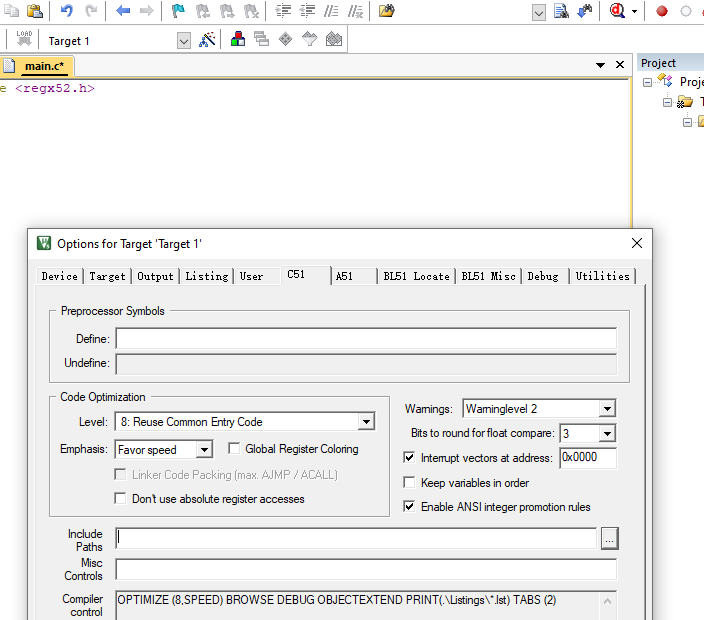 LOAD
Target 1
main.c*
Project
e <regx52.h>
Proje
Options for Target 'Target 1'
Device Target Output Listing User C51 A51 BL51 Locate BL51 Misc Debug Utilities
Preprocessor Symbols
Define:
Undefine:
Code Optimization
Level: 8: Reuse Common Entry Code
Emphasis: Favor speed Global Register Coloring
Linker Code Packing (max. AJMP / ACALL)
Don't use absolute register accesses
Warnings: Warninglevel 2
Bits to round for float compare: 3
Interrupt vectors at address: 0x0000
Keep variables in order
Enable ANSI integer promotion rules
Include
Paths
...
Misc
Controls
Compiler
control
OPTIMIZE (8,SPEED) BROWSE DEBUG OBJECTEXTEND PRINT(.\Listings\*.lst) TABS (2)